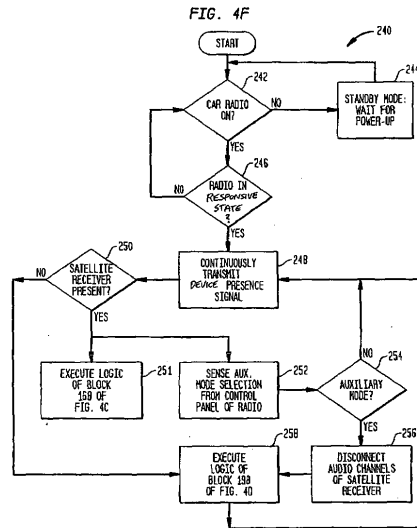 FIG. 4F
START
240
242
CAR RADIO
ON?
NO
YES
244
STANDBY MODE:
WAIT FOR
POWER-UP
246
RADIO IN
RESPONSIVE
STATE
?
NO
YES
CONTINUOUSLY
TRANSMIT
DEVICE PRESENCE
SIGNAL
248
250
NO
SATELLITE
RECEIVER
PRESENT?
YES
EXECUTE LOGIC
OF BLOCK
168 OF
FIG. 4C
251
SENSE AUX.
MODE SELECTION
FROM CONTROL
PANEL OF RADIO
252
254
NO
AUXILIARY
MODE?
YES
258
EXECUTE
LOGIC OF
BLOCK 198
OF FIG. 4D
256
DISCONNECT
AUDIO CHANNELS
OF SATELLITE
RECEIVER